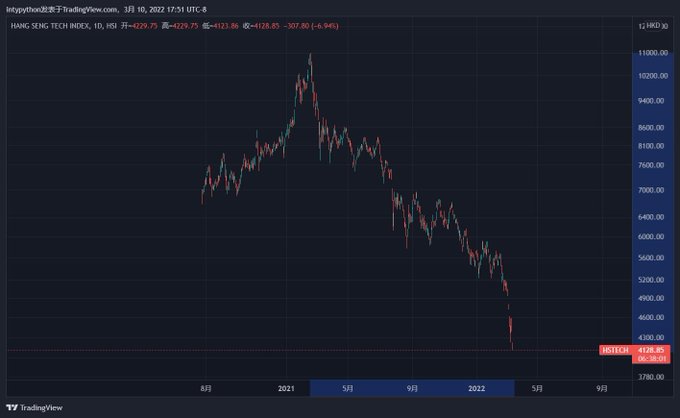 intypython发表于TradingView.com, 3月 10, 2022 17:51 UTC-8
HANG SENG TECH INDEX, 1D, HSI 开=4229.75 高=4229.75 低=4123.86 收=4128.85 -307.80 (-6.94%)
HKD
11000.00
10200.00
9400.00
8600.00
8100.00
7600.00
7000.00
6400.00
6000.00
5600.00
5200.00
4900.00
4600.00
4300.00
HSTECH 4128.85
06:38:01
3780.00
8月 2021 5月 9月 2022 5月 9月
TradingView